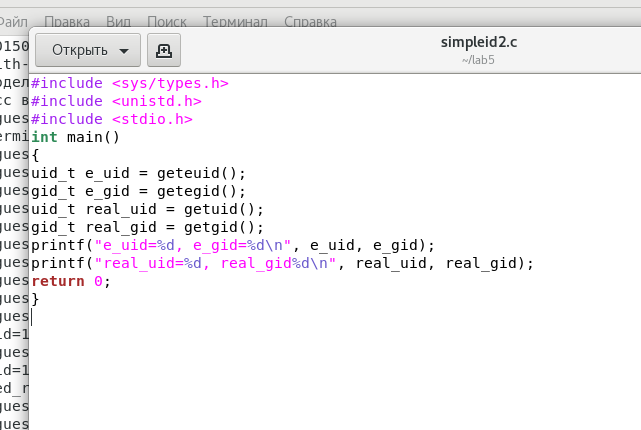 Файл Правка Вид Поиск Терминал Справка
Открыть
simpleid2.c
~/lab5
#include <sys/types.h>
#include <unistd.h>
#include <stdio.h>
int main()
{
uid_t e_uid = geteuid();
gid_t e_gid = getegid();
uid_t real_uid = getuid();
gid_t real_gid = getgid();
printf("e_uid=%d, e_gid=%d\n", e_uid, e_gid);
printf("real_uid=%d, real_gid%d\n", real_uid, real_gid);
return 0;
}